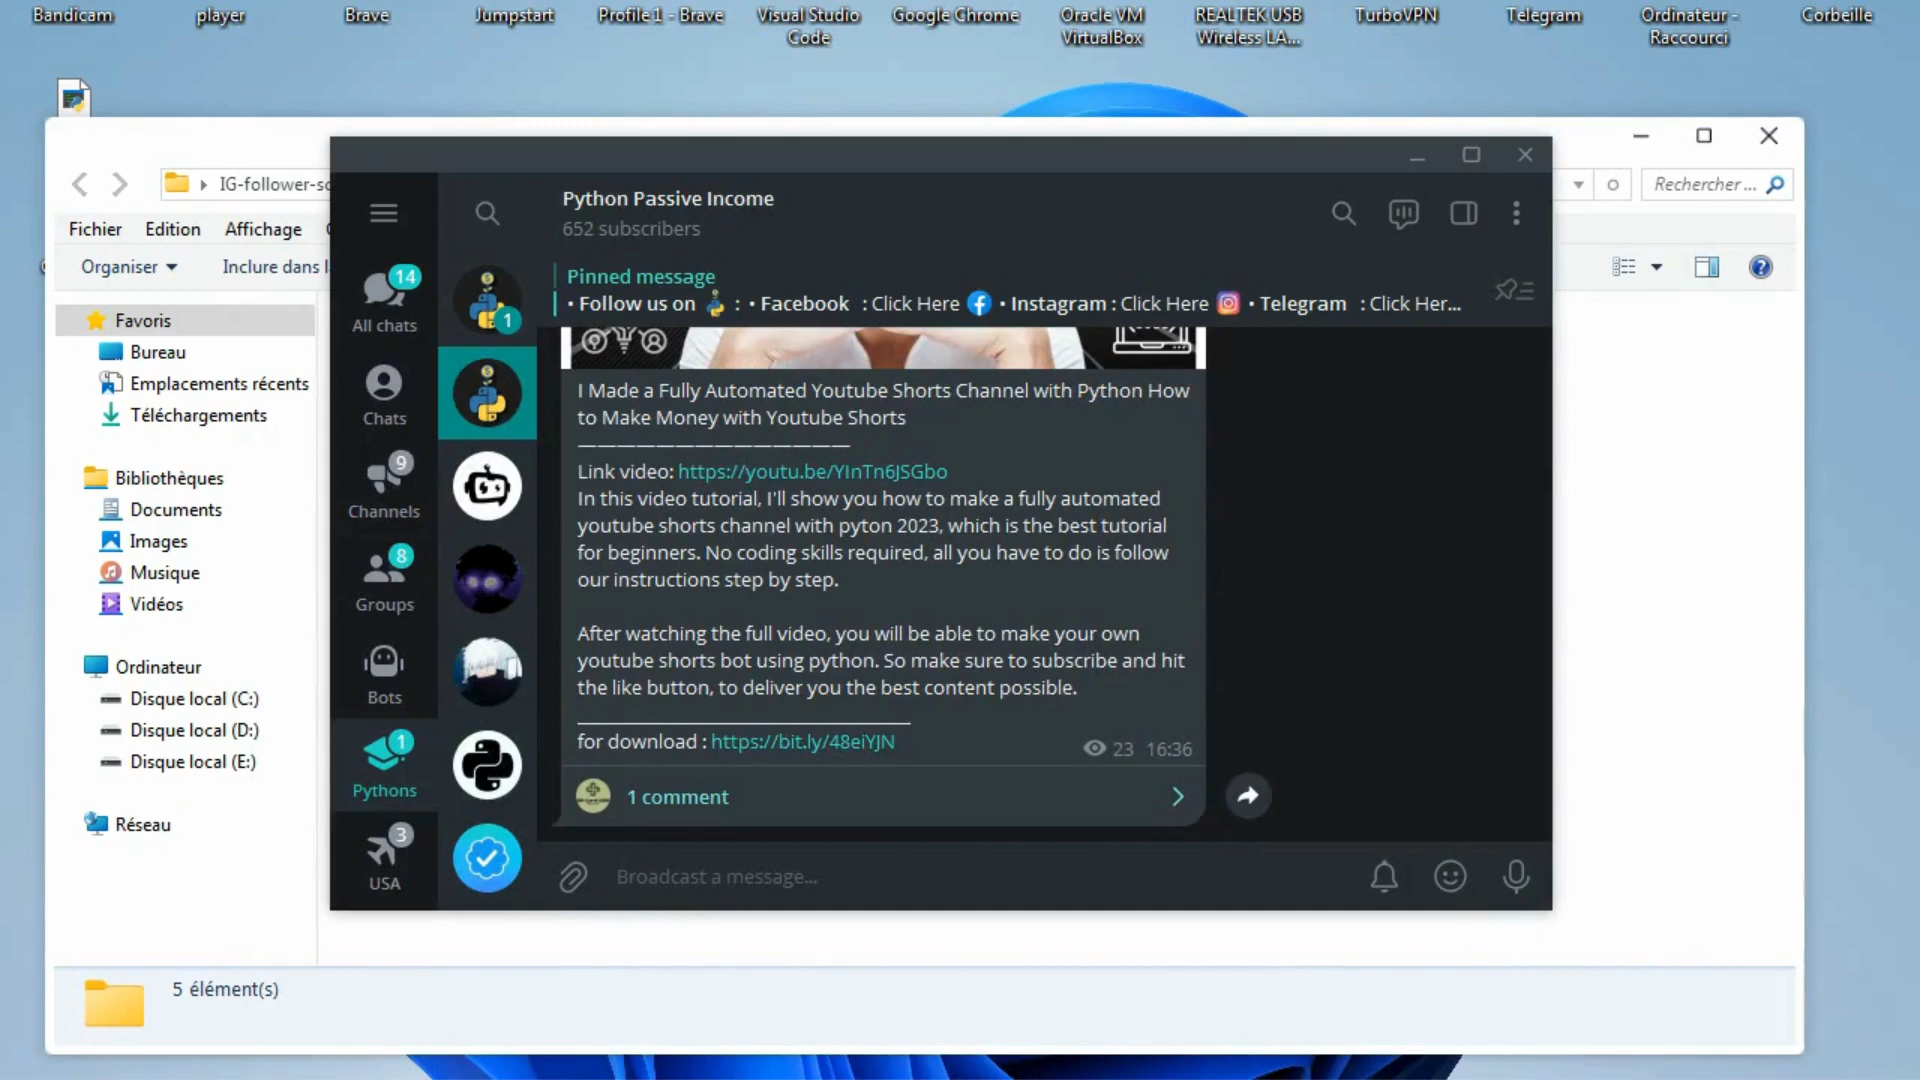 Bandicam
player
Brave
Jumpstart
Profile 1 - Brave
Visual Studio
Code
Google Chrome
Oracle VM
VirtualBox
REALTEK USB
Wireless LA...
TurboVPN
Telegram
Ordinateur -
Raccourci
Corbeille
IG-follower-sc
Rechercher ...
Fichier Edition Affichage
Organiser Inclure dans l
Favoris
Bureau
Emplacements récents
Téléchargements
Bibliothèques
Documents
Images
Musique
Vidéos
Ordinateur
Disque local (C:)
Disque local (D:)
Disque local (E:)
Réseau
5 élément(s)
14
All chats
Chats
9
Channels
8
Groups
Bots
1
Pythons
3
USA
1
Python Passive Income
652 subscribers
Pinned message
• Follow us on : • Facebook : Click Here • Instagram : Click Here • Telegram : Click Her...
I Made a Fully Automated Youtube Shorts Channel with Python How
to Make Money with Youtube Shorts
——————————————
Link video: https://youtu.be/YInTn6JSGbo
In this video tutorial, I'll show you how to make a fully automated
youtube shorts channel with pyton 2023, which is the best tutorial
for beginners. No coding skills required, all you have to do is follow
our instructions step by step.
After watching the full video, you will be able to make your own
youtube shorts bot using python. So make sure to subscribe and hit
the like button, to deliver you the best content possible.
________________________________
for download : https://bit.ly/48eiYJN
23 16:36
1 comment
Broadcast a message...